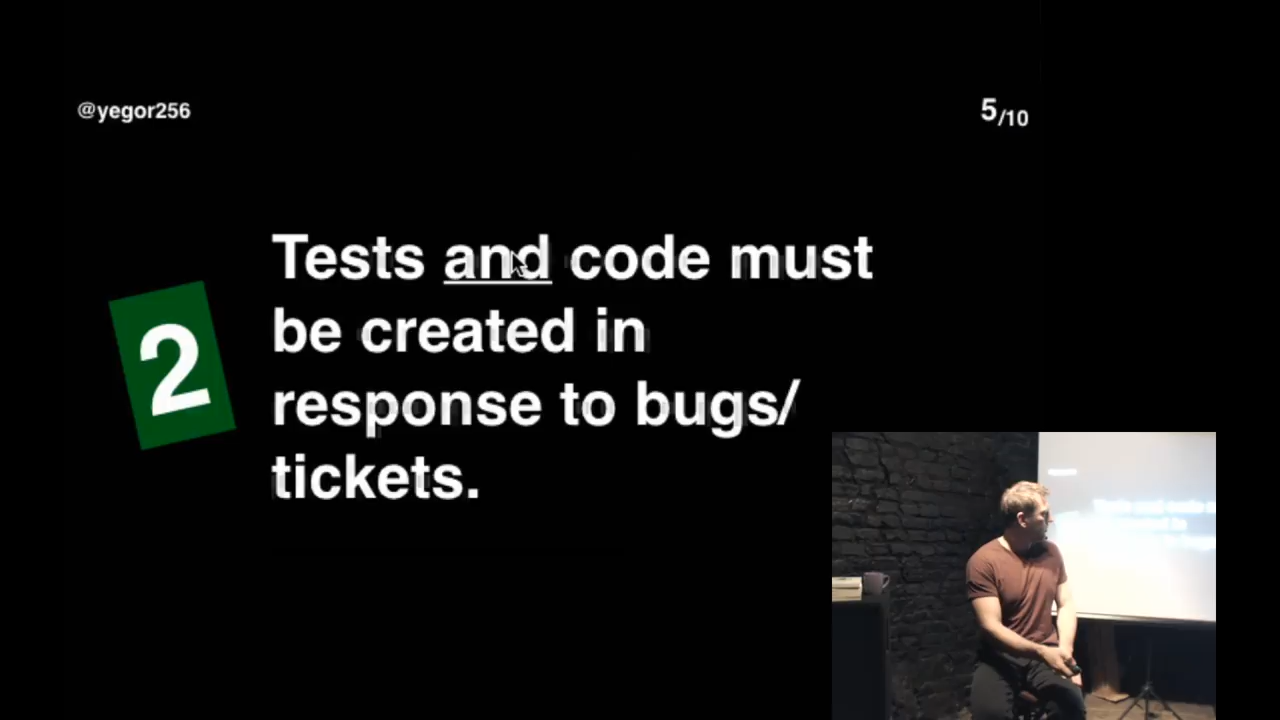 @yegor256
5/10
2
Tests and code must
be created in
response to bugs/
tickets.